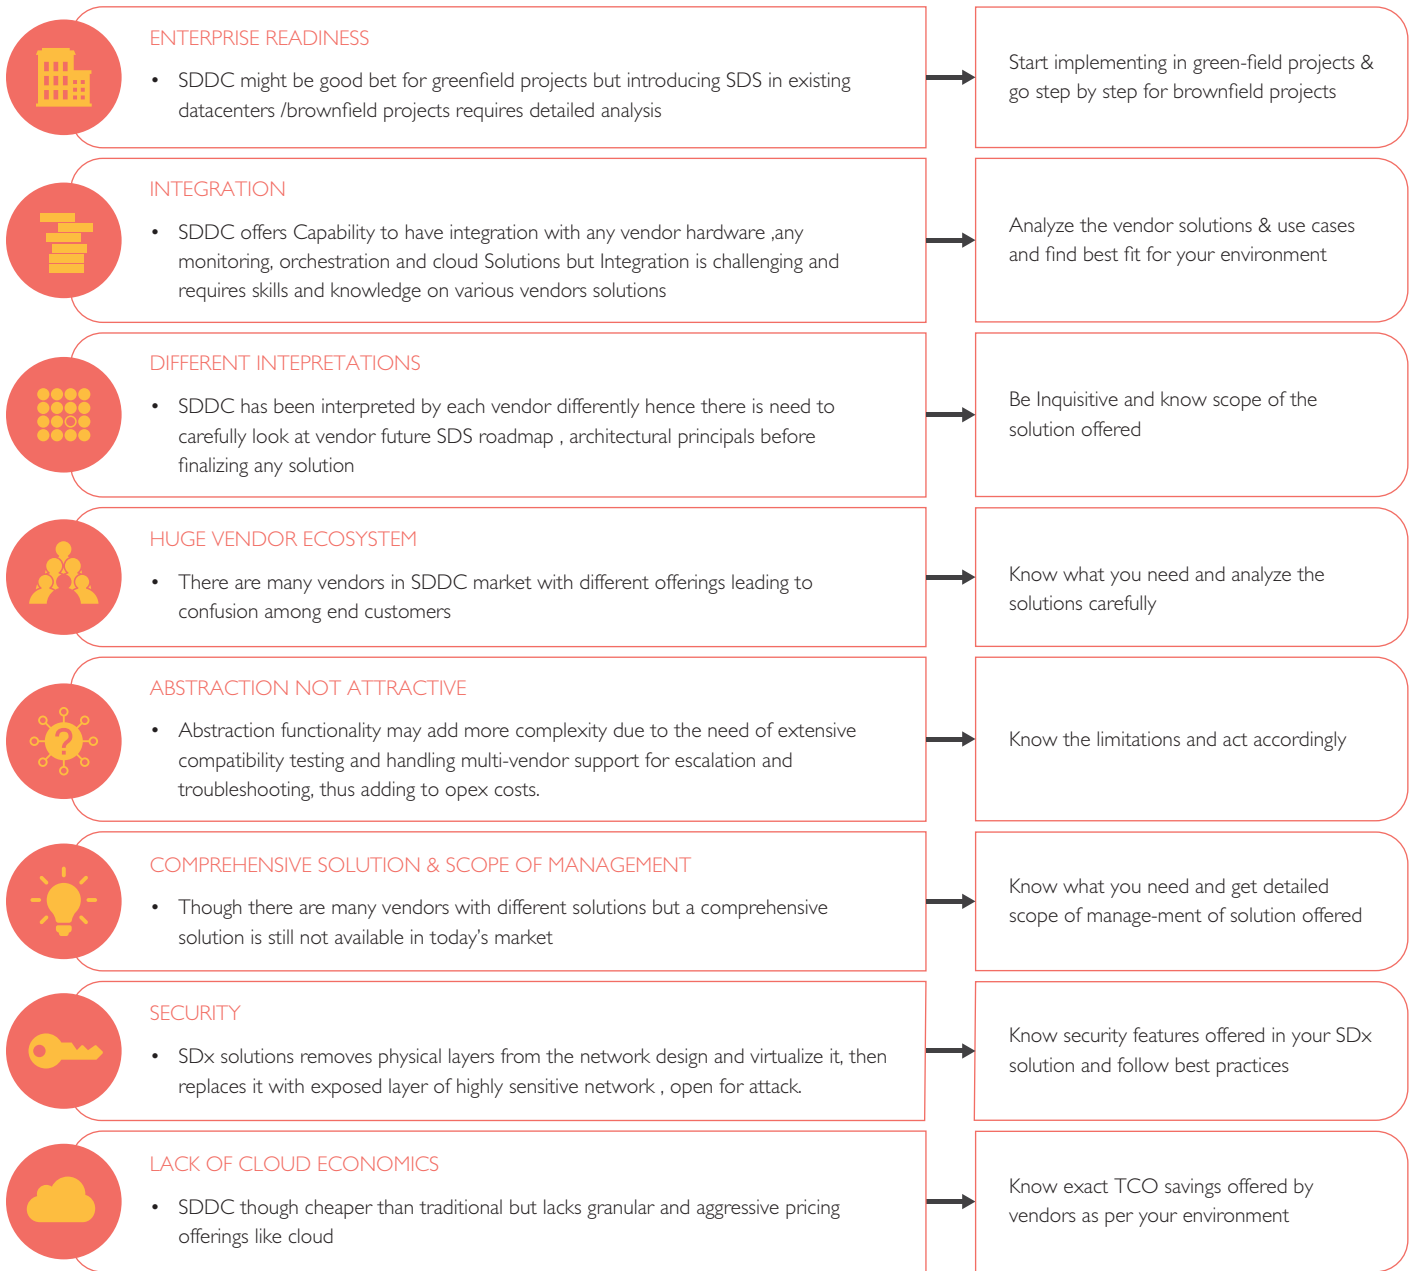 ENTERPRISE READINESS
• SDDC might be good bet for greenfield projects but introducing SDS in existing
datacenters /brownfield projects requires detailed analysis
Start implementing in green-field projects &
go step by step for brownfield projects
INTEGRATION
• SDDC offers Capability to have integration with any vendor hardware ,any
monitoring, orchestration and cloud Solutions but Integration is challenging and
requires skills and knowledge on various vendors solutions
Analyze the vendor solutions & use cases
and find best fit for your environment
DIFFERENT INTEPRETATIONS
• SDDC has been interpreted by each vendor differently hence there is need to
carefully look at vendor future SDS roadmap , architectural principals before
finalizing any solution
Be Inquisitive and know scope of the
solution offered
HUGE VENDOR ECOSYSTEM
• There are many vendors in SDDC market with different offerings leading to
confusion among end customers
Know what you need and analyze the
solutions carefully
ABSTRACTION NOT ATTRACTIVE
• Abstraction functionality may add more complexity due to the need of extensive
compatibility testing and handling multi-vendor support for escalation and
troubleshooting, thus adding to opex costs.
Know the limitations and act accordingly
?
COMPREHENSIVE SOLUTION & SCOPE OF MANAGEMENT
• Though there are many vendors with different solutions but a comprehensive
solution is still not available in today's market
Know what you need and get detailed
scope of manage-ment of solution offered
SECURITY
• SDx solutions removes physical layers from the network design and virtualize it, then
replaces it with exposed layer of highly sensitive network , open for attack.
Know security features offered in your SDx
solution and follow best practices
LACK OF CLOUD ECONOMICS
• SDDC though cheaper than traditional but lacks granular and aggressive pricing
offerings like cloud
Know exact TCO savings offered by
vendors as per your environment